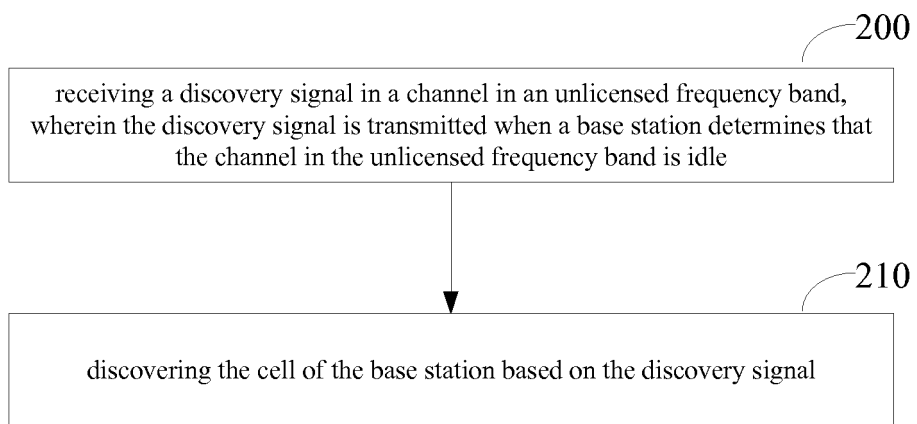 200
receiving a discovery signal in a channel in an unlicensed frequency band,
wherein the discovery signal is transmitted when a base station determines that
the channel in the unlicensed frequency band is idle
210
discovering the cell of the base station based on the discovery signal